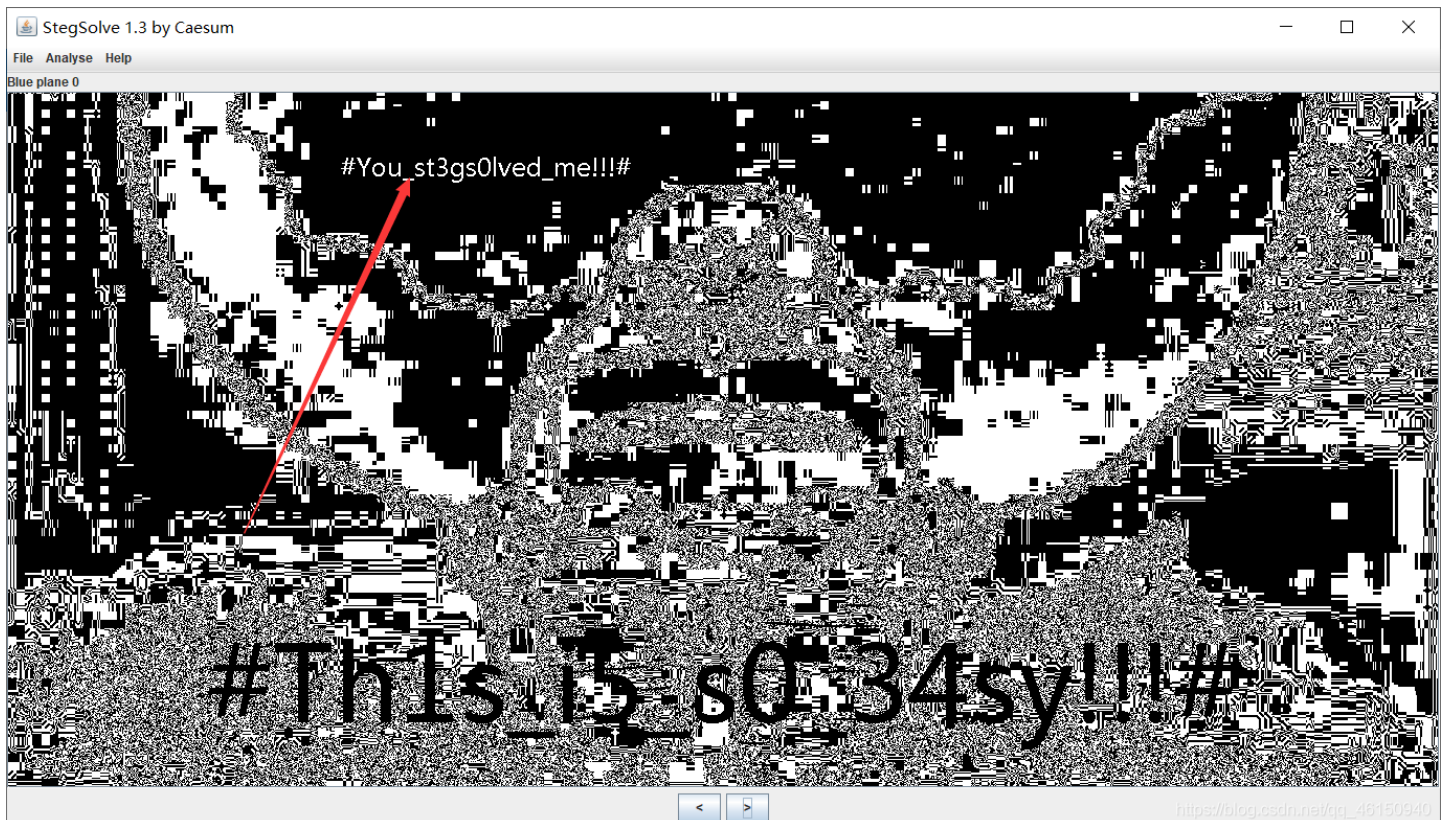 StegSolve 1.3 by Caesum
File Analyse Help
Blue plane 0
#You_st3gs0lved_me!!!#
#Th1s_i5_s0_34sy!!!#
< >
https://blog.csdn.net/qq_46150940